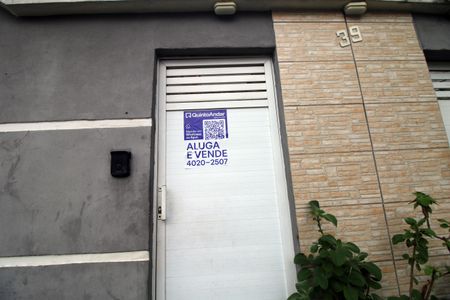 39
QuintoAndar
ALUGA
E VENDE
4020-2507